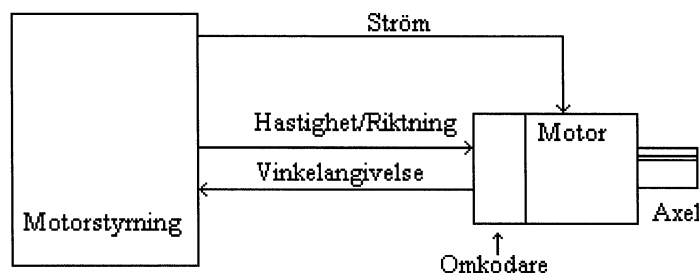 Ström
Hastighet/Riktning
Motor
Vinkelangivelse
Motorstyrning
Axel
Omkodare